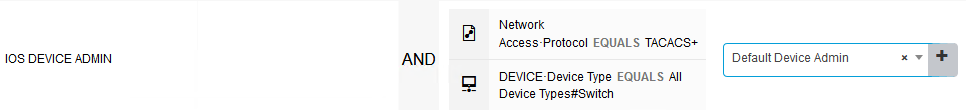 IOS DEVICE ADMIN
AND
Network
Access·Protocol EQUALS TACACS+
DEVICE·Device Type EQUALS All
Device Types#Switch
Default Device Admin